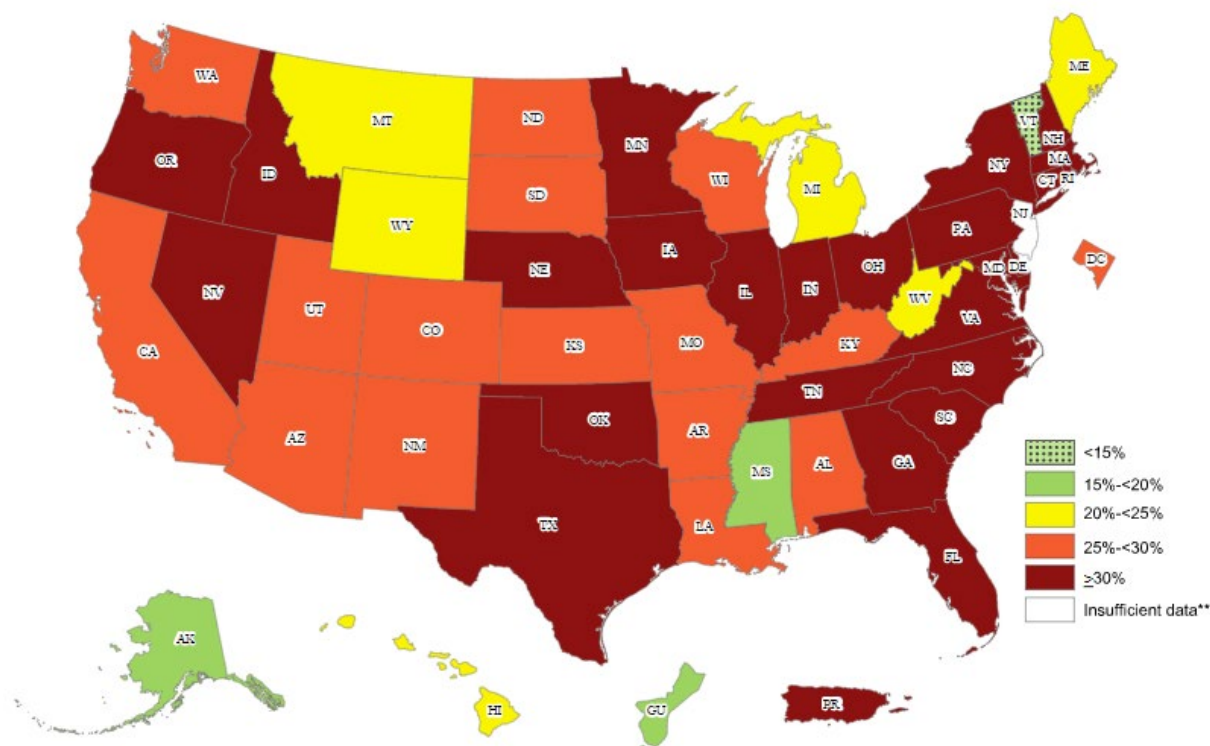 WA
MT
ND
MN
ME
VT
NH
OR
ID
SD
WI
MI
NY
MA
CT
RI
WY
IA
PA
NJ
NE
OH
MD
DE
DC
NV
UT
CO
IL
IN
WV
VA
CA
KS
MO
KY
NC
TN
AZ
NM
OK
AR
SC
MS
AL
GA
TX
LA
FL
<15%
15%-<20%
20%-<25%
25%-<30%
≥30%
Insufficient data**
AK
HI
GU
PR